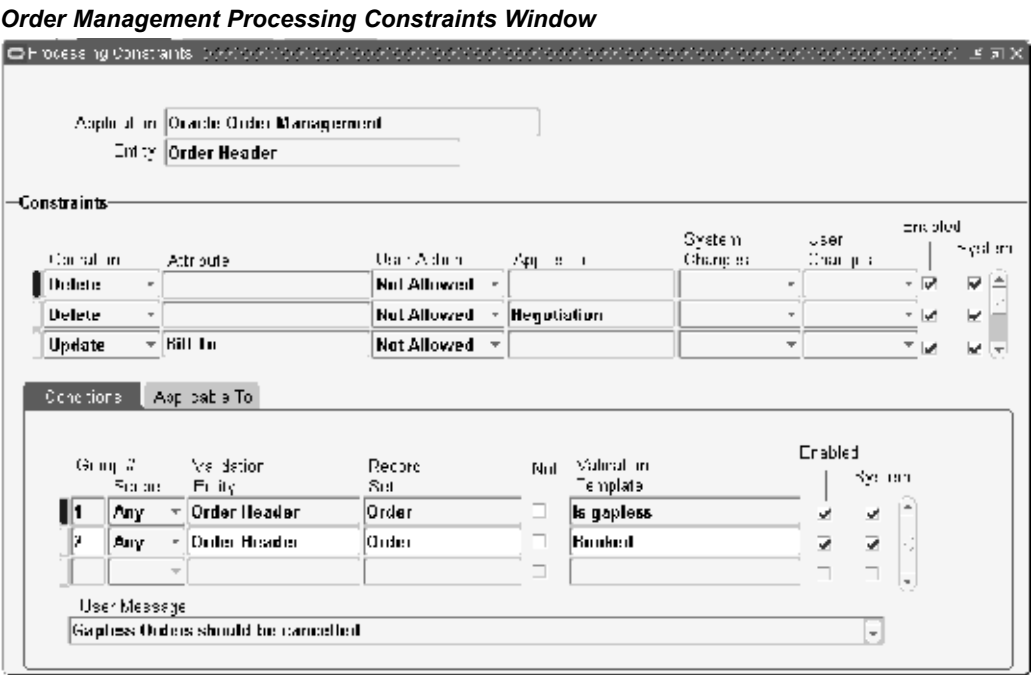 Order Management Processing Constraints Window
Processing Constraints
Application Oracle Order Management
Entity Order Header
Constraints
Enabled
System User System
Operation Attribute User Action Changes Changes
Delete Not Allowed
Delete Not Allowed Negotiation
Update Bill To Not Allowed
Conditions Applicable To
Enabled
Group # Validation Record Not Validation System
Scope Entity Set Template
1 Any Order Header Order Is gapless
2 Any Order Header Order Booked
User Message
Gapless Orders should be cancelled